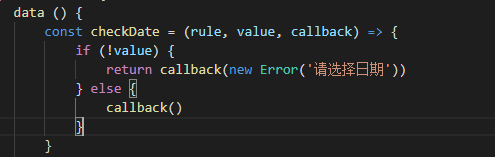 data () {
const checkDate = (rule, value, callback) => {
if (!value) {
return callback(new Error('请选择日期'))
} else {
callback()
}
}